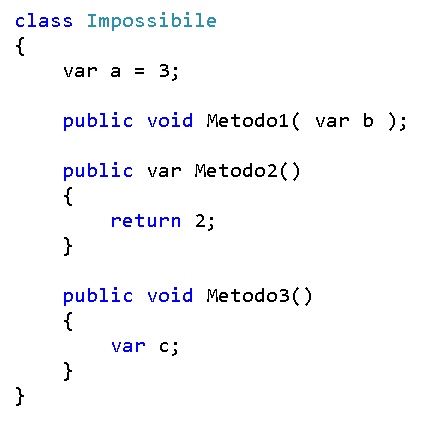 class Impossibile
{
    var a = 3;

    public void Metodo1( var b );

    public var Metodo2()
    {
        return 2;
    }

    public void Metodo3()
    {
        var c;
    }
}